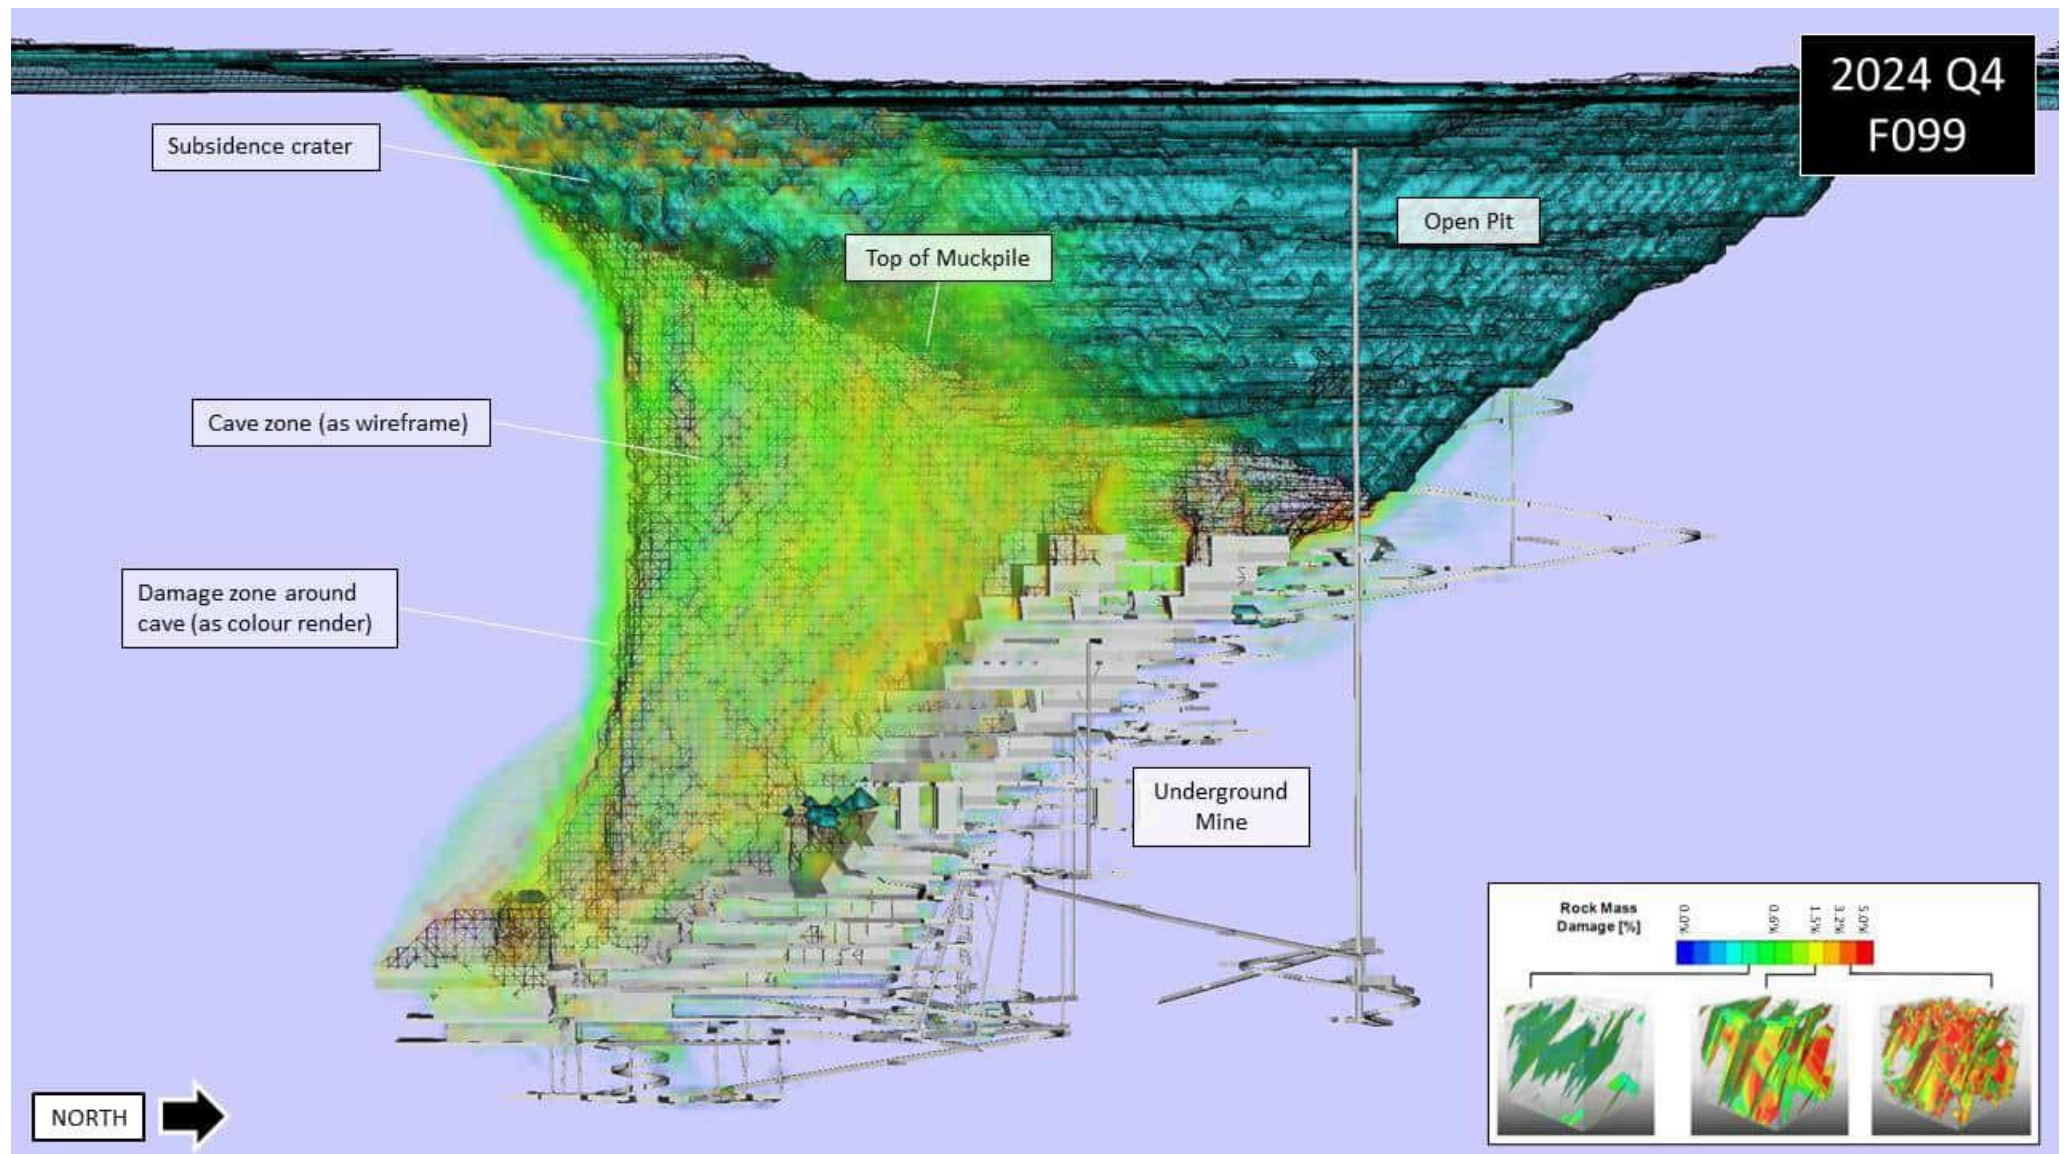 2024 Q4
F099
Subsidence crater
Open Pit
Top of Muckpile
Cave zone (as wireframe)
Damage zone around
cave (as colour render)
Underground
Mine
Rock Mass
Damage [%]
0.0%
0.6%
1.5%
3.2%
5.0%
NORTH